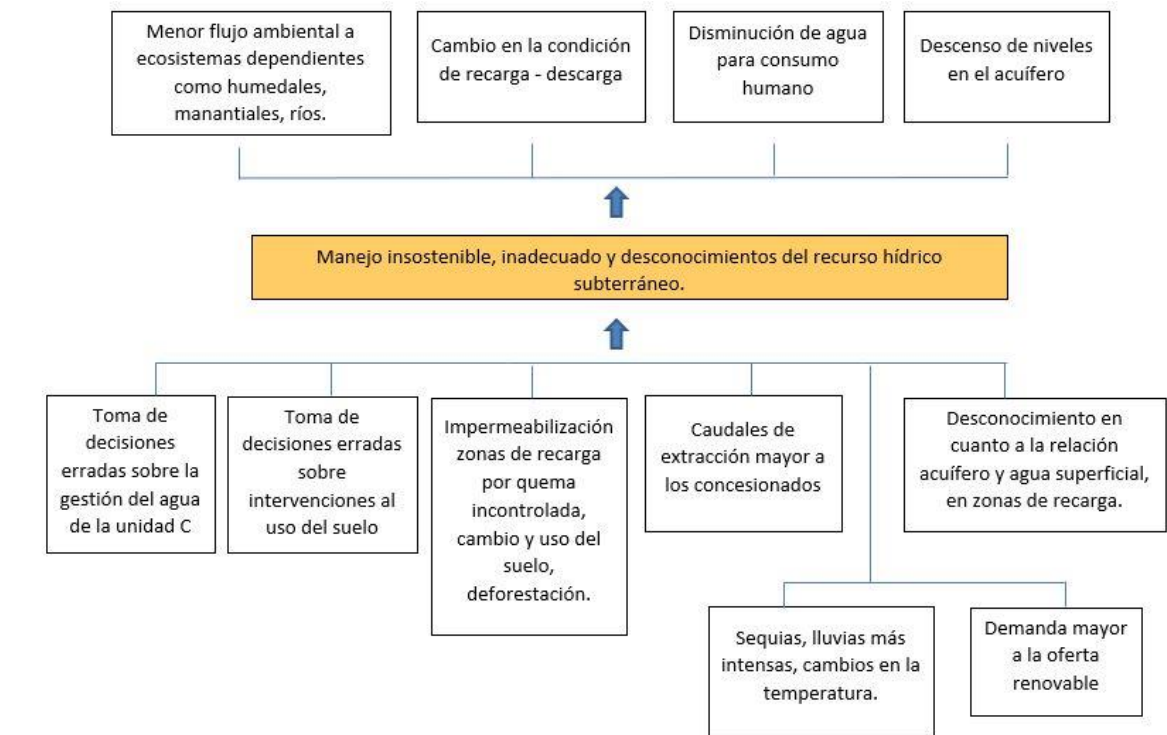 Menor flujo ambiental a
ecosistemas dependientes
como humedales,
manantiales, ríos.
Cambio en la condición
de recarga - descarga
Disminución de agua
para consumo
humano
Descenso de niveles
en el acuífero
Manejo insostenible, inadecuado y desconocimientos del recurso hídrico
subterráneo.
Toma de
decisiones
erradas sobre la
gestión del agua
de la unidad C
Toma de
decisiones erradas
sobre
intervenciones al
uso del suelo
Impermeabilización
zonas de recarga
por quema
incontrolada,
cambio y uso del
suelo,
deforestación.
Caudales de
extracción mayor a
los concesionados
Desconocimiento en
cuanto a la relación
acuífero y agua superficial,
en zonas de recarga.
Sequias, lluvias más
intensas, cambios en la
temperatura.
Demanda mayor
a la oferta
renovable